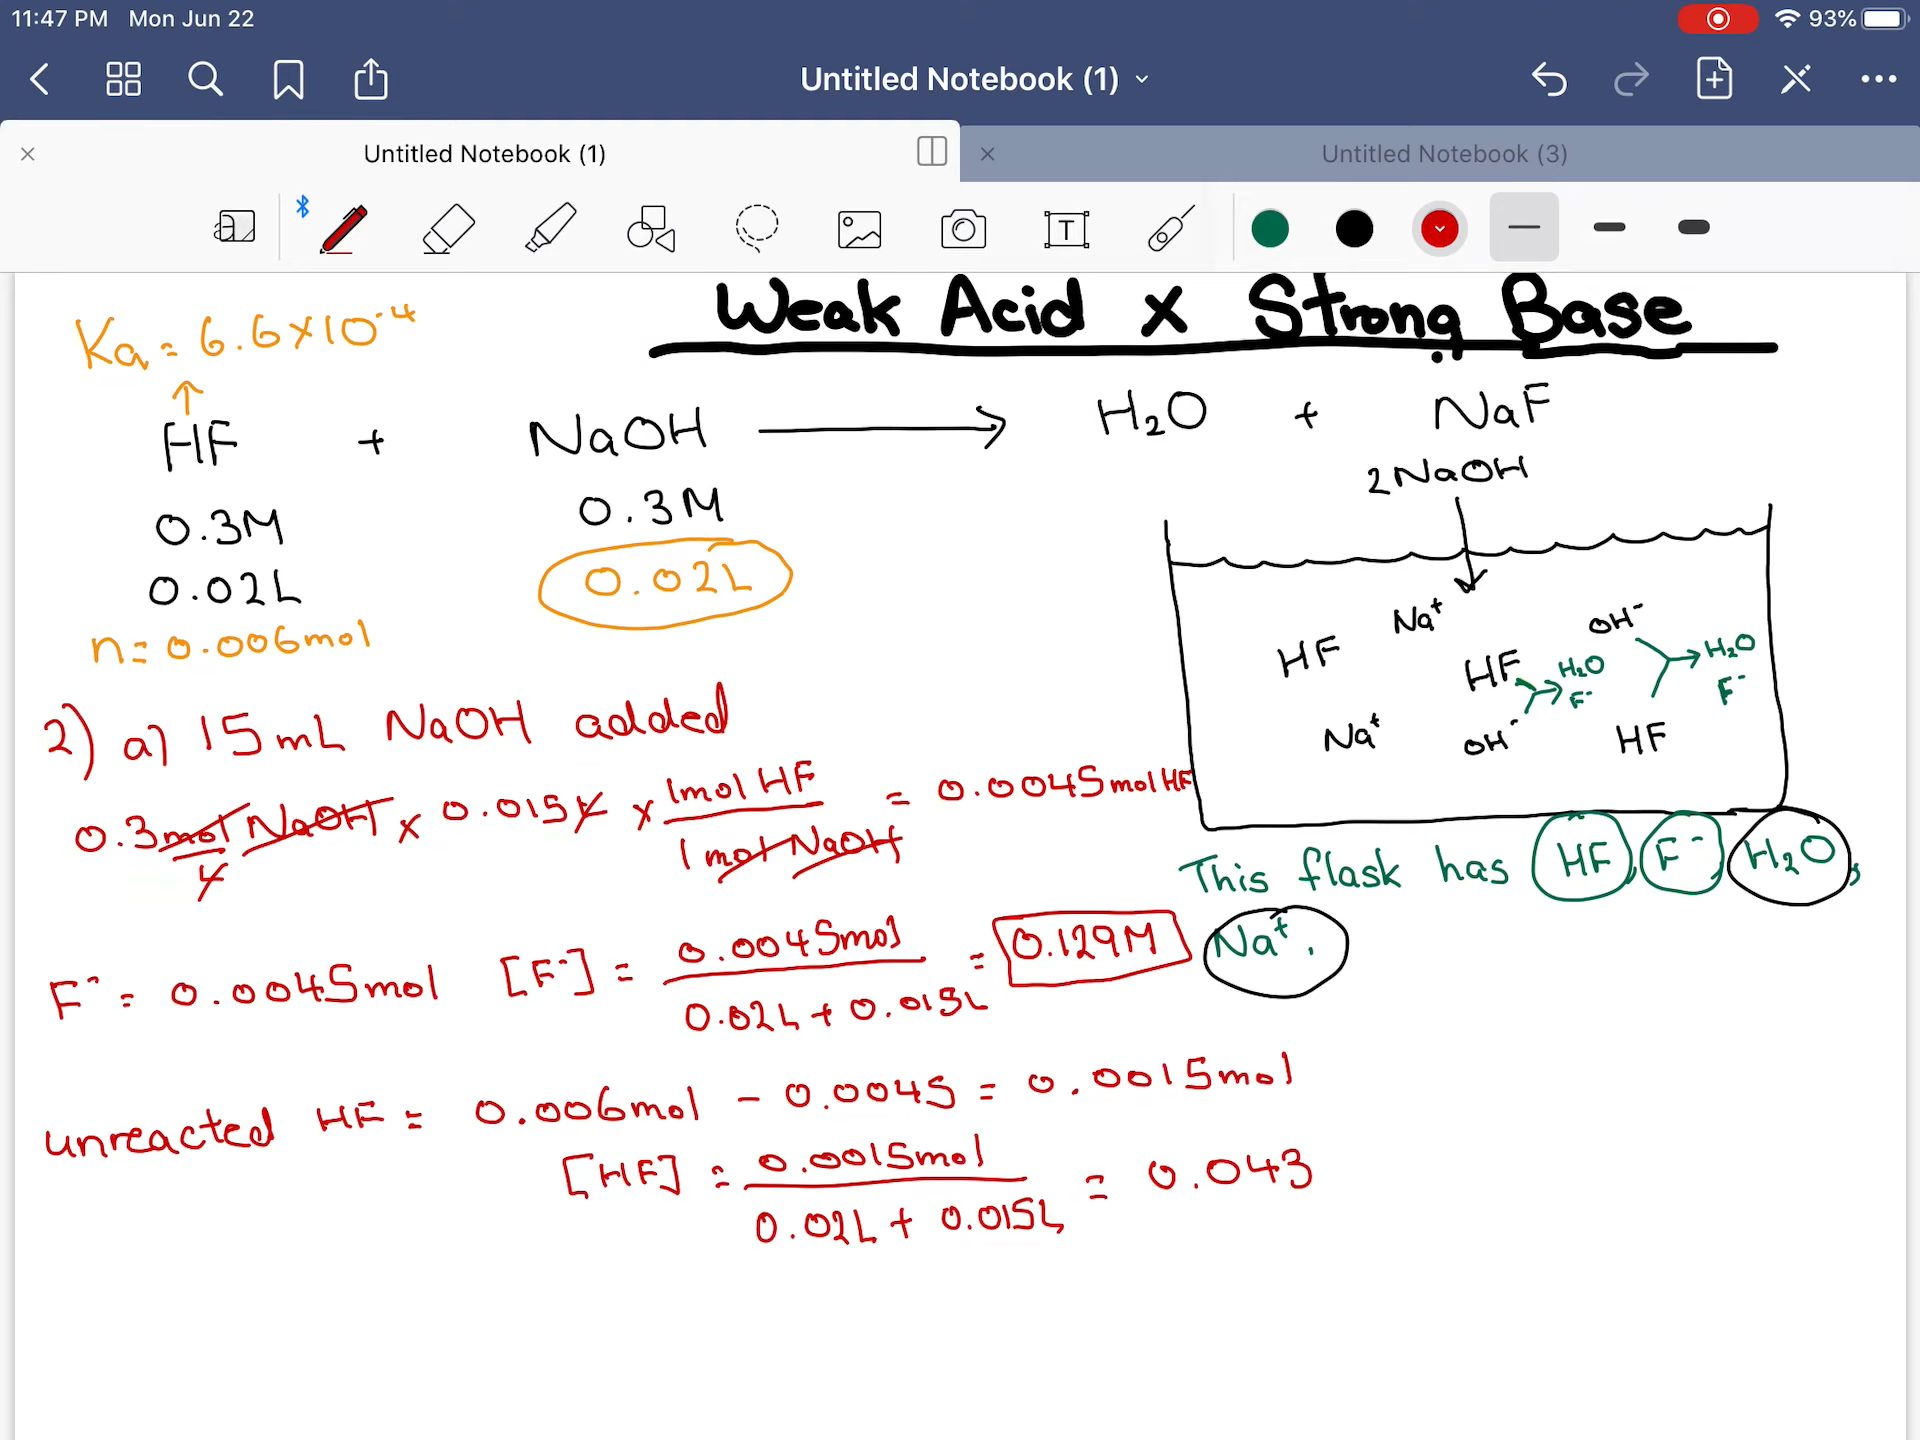 11:47 PM Mon Jun 22
93%
Untitled Notebook (1)
Untitled Notebook (1)
Untitled Notebook (3)
Weak Acid x Strong Base
Ka = 6.6×10⁻⁴
↑
HF + NaOH → H₂O + NaF
0.3M 0.3M
0.02L 0.02L
n = 0.006mol
2NaOH
Na⁺ OH⁻
HF HF H₂O F⁻ H₂O F⁻
Na⁺ OH⁻ HF
2) a) 15mL NaOH added
0.3 mol NaOH/L × 0.015L × 1mol HF/1mol NaOH = 0.0045mol HF
This flask has HF, F⁻, H₂O,
Na⁺.
F⁻ = 0.0045mol [F⁻] = 0.0045mol/0.02L + 0.015L = 0.129M
unreacted HF = 0.006mol - 0.0045 = 0.0015mol
[HF] = 0.0015mol/0.02L + 0.015L = 0.043